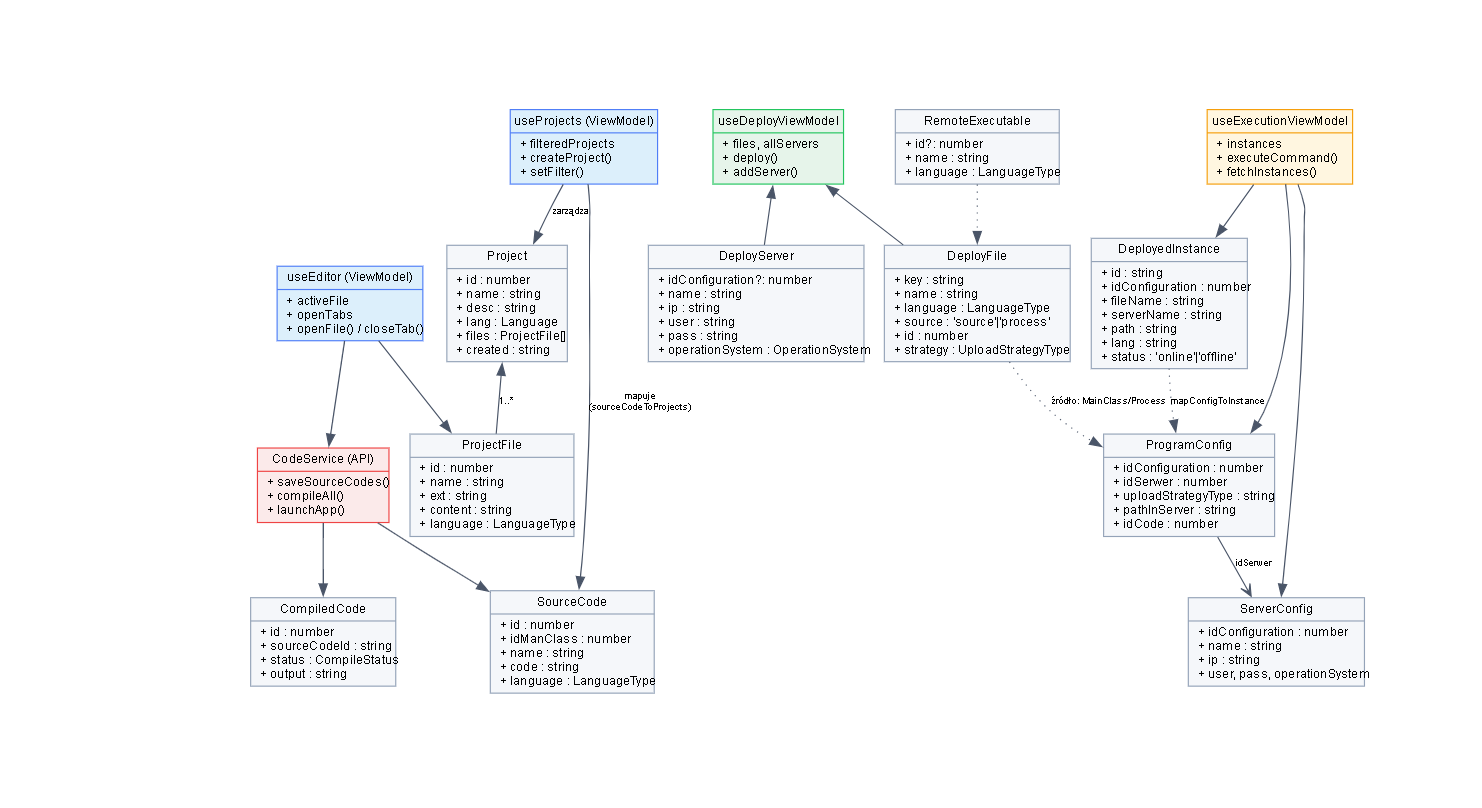 useProjects (ViewModel)
+ filteredProjects
+ createProject()
+ setFilter()
useDeployViewModel
+ files, allServers
+ deploy()
+ addServer()
RemoteExecutable
+ id?: number
+ name : string
+ language : LanguageType
useExecutionViewModel
+ instances
+ executeCommand()
+ fetchInstances()
zarządza
useEditor (ViewModel)
+ activeFile
+ openTabs
+ openFile() / closeTab()
Project
+ id : number
+ name : string
+ desc : string
+ lang : Language
+ files : ProjectFile[]
+ created : string
DeployServer
+ idConfiguration?: number
+ name : string
+ ip : string
+ user : string
+ pass : string
+ operationSystem : OperationSystem
DeployFile
+ key : string
+ name : string
+ language : LanguageType
+ source : 'source'|'process'
+ id : number
+ strategy : UploadStrategyType
DeployedInstance
+ id : string
+ idConfiguration : number
+ fileName : string
+ serverName : string
+ path : string
+ lang : string
+ status : 'online'|'offline'
1..*
mapuje
(sourceCodeToProjects)
źródło: MainClass/Process
mapConfigToInstance
CodeService (API)
+ saveSourceCodes()
+ compileAll()
+ launchApp()
ProjectFile
+ id : number
+ name : string
+ ext : string
+ content : string
+ language : LanguageType
ProgramConfig
+ idConfiguration : number
+ idSerwer : number
+ uploadStrategyType : string
+ pathInServer : string
+ idCode : number
idSerwer
CompiledCode
+ id : number
+ sourceCodeId : string
+ status : CompileStatus
+ output : string
SourceCode
+ id : number
+ idManClass : number
+ name : string
+ code : string
+ language : LanguageType
ServerConfig
+ idConfiguration : number
+ name : string
+ ip : string
+ user, pass, operationSystem